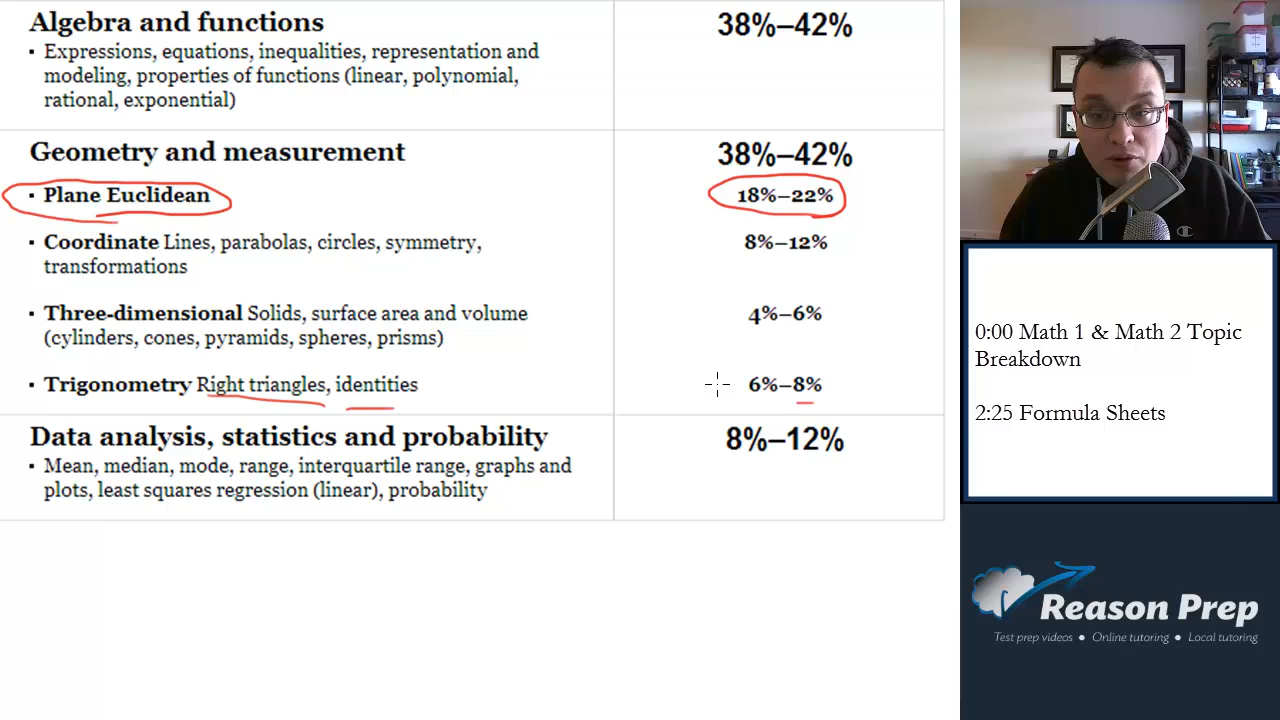 Algebra and functions
38%–42%
▪ Expressions, equations, inequalities, representation and
modeling, properties of functions (linear, polynomial,
rational, exponential)
Geometry and measurement
38%–42%
▪ Plane Euclidean
18%–22%
▪ Coordinate Lines, parabolas, circles, symmetry,
8%–12%
transformations
▪ Three-dimensional Solids, surface area and volume
4%–6%
(cylinders, cones, pyramids, spheres, prisms)
▪ Trigonometry Right triangles, identities
6%–8%
Data analysis, statistics and probability
8%–12%
▪ Mean, median, mode, range, interquartile range, graphs and
plots, least squares regression (linear), probability
0:00 Math 1 & Math 2 Topic
Breakdown
2:25 Formula Sheets
Reason Prep
Test prep videos ● Online tutoring ● Local tutoring